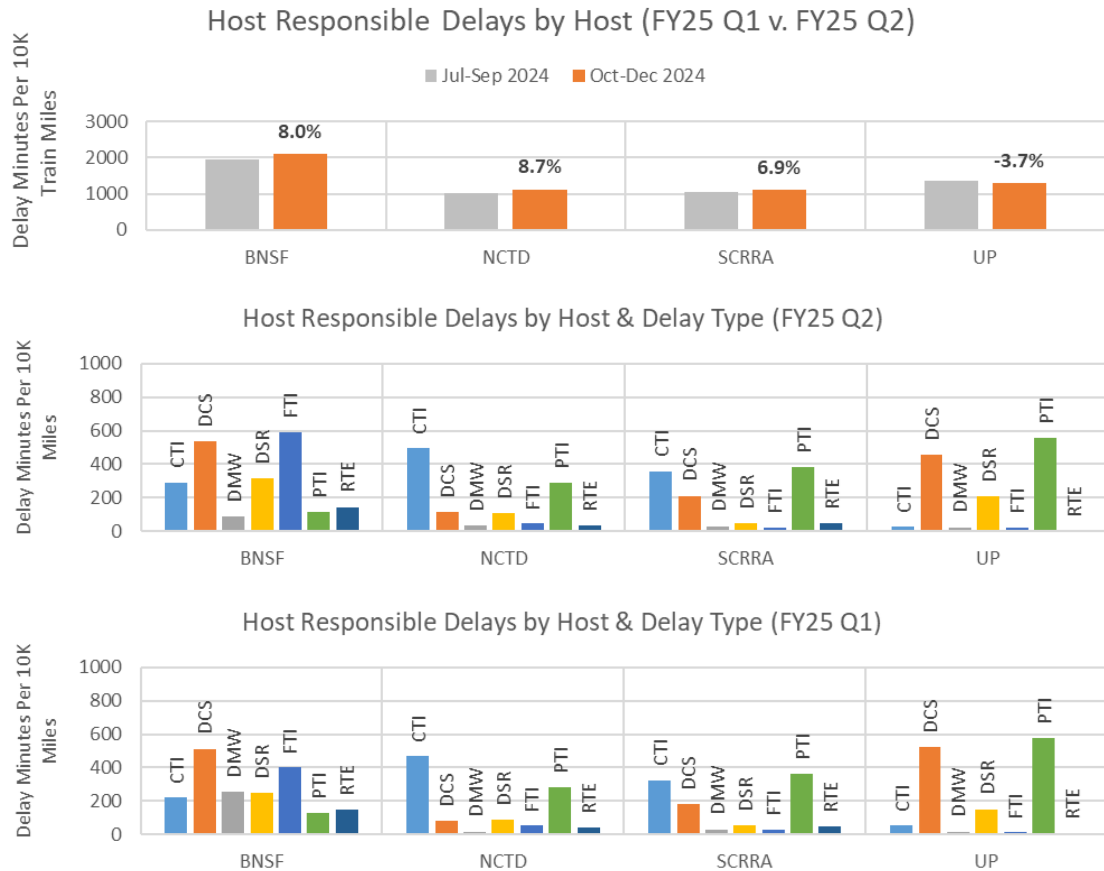 Host Responsible Delays by Host (FY25 Q1 v. FY25 Q2)
Jul-Sep 2024 Oct-Dec 2024
Delay Minutes Per 10K
Train Miles
3000
2000
1000
0
8.0% 8.7% 6.9% -3.7%
BNSF NCTD SCRRA UP
Host Responsible Delays by Host & Delay Type (FY25 Q2)
Delay Minutes Per 10K
Miles
1000
800
600
400
200
0
CTI DCS DMW DSR FTI PTI RTE CTI DCS DMW DSR FTI PTI RTE CTI DCS DMW DSR FTI PTI RTE CTI DCS DMW DSR FTI PTI RTE
BNSF NCTD SCRRA UP
Host Responsible Delays by Host & Delay Type (FY25 Q1)
Delay Minutes Per 10K
Miles
1000
800
600
400
200
0
CTI DCS DMW DSR FTI PTI RTE CTI DCS DMW DSR FTI PTI RTE CTI DCS DMW DSR FTI PTI RTE CTI DCS DMW DSR FTI PTI RTE
BNSF NCTD SCRRA UP